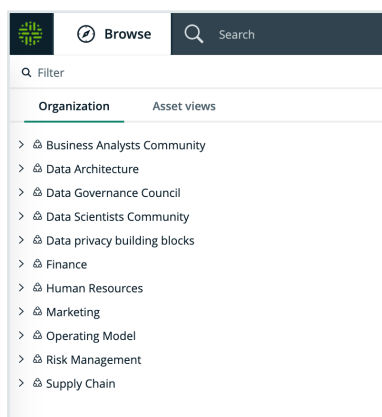 Browse
Search
Filter
Organization
Asset views
Business Analysts Community
Data Architecture
Data Governance Council
Data Scientists Community
Data privacy building blocks
Finance
Human Resources
Marketing
Operating Model
Risk Management
Supply Chain